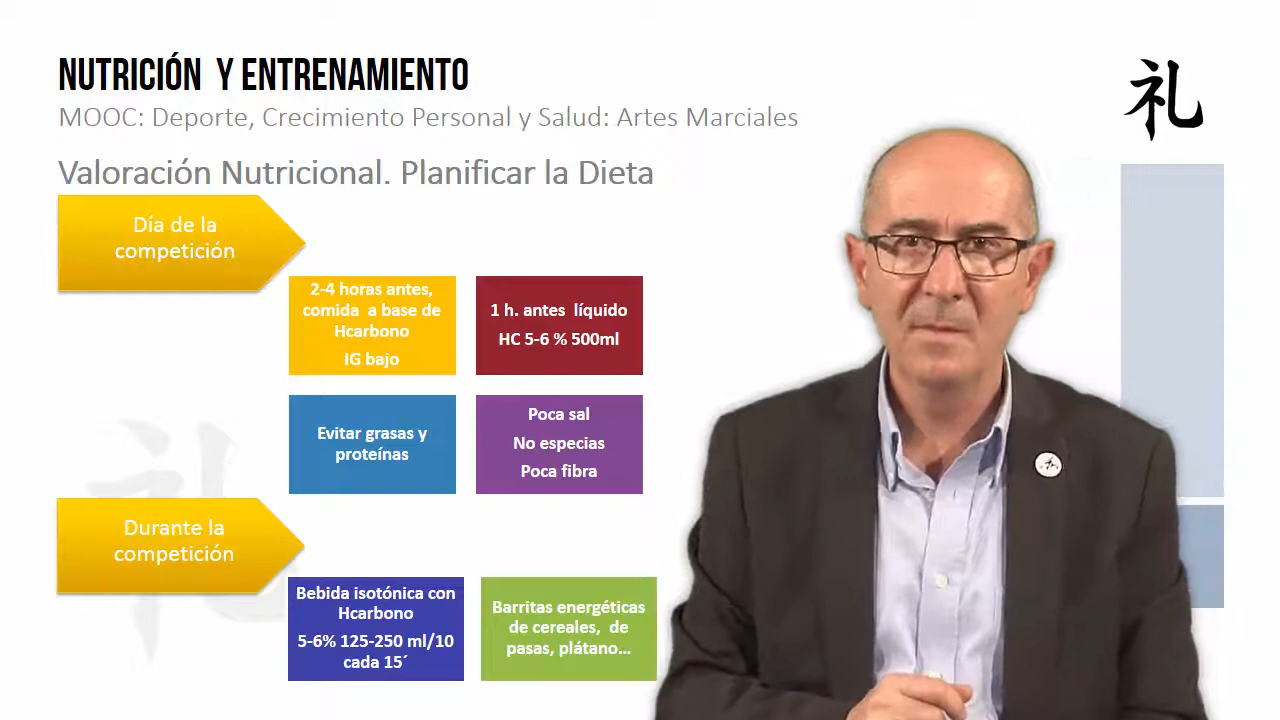 NUTRICIÓN Y ENTRENAMIENTO
MOOC: Deporte, Crecimiento Personal y Salud: Artes Marciales
礼
Valoración Nutricional. Planificar la Dieta
Día de la
competición
2-4 horas antes,
comida a base de
Hcarbono
IG bajo
1 h. antes líquido
HC 5-6 % 500ml
Evitar grasas y
proteínas
Poca sal
No especias
Poca fibra
Durante la
competición
Bebida isotónica con
Hcarbono
5-6% 125-250 ml/10
cada 15´
Barritas energéticas
de cereales, de
pasas, plátano...
礼